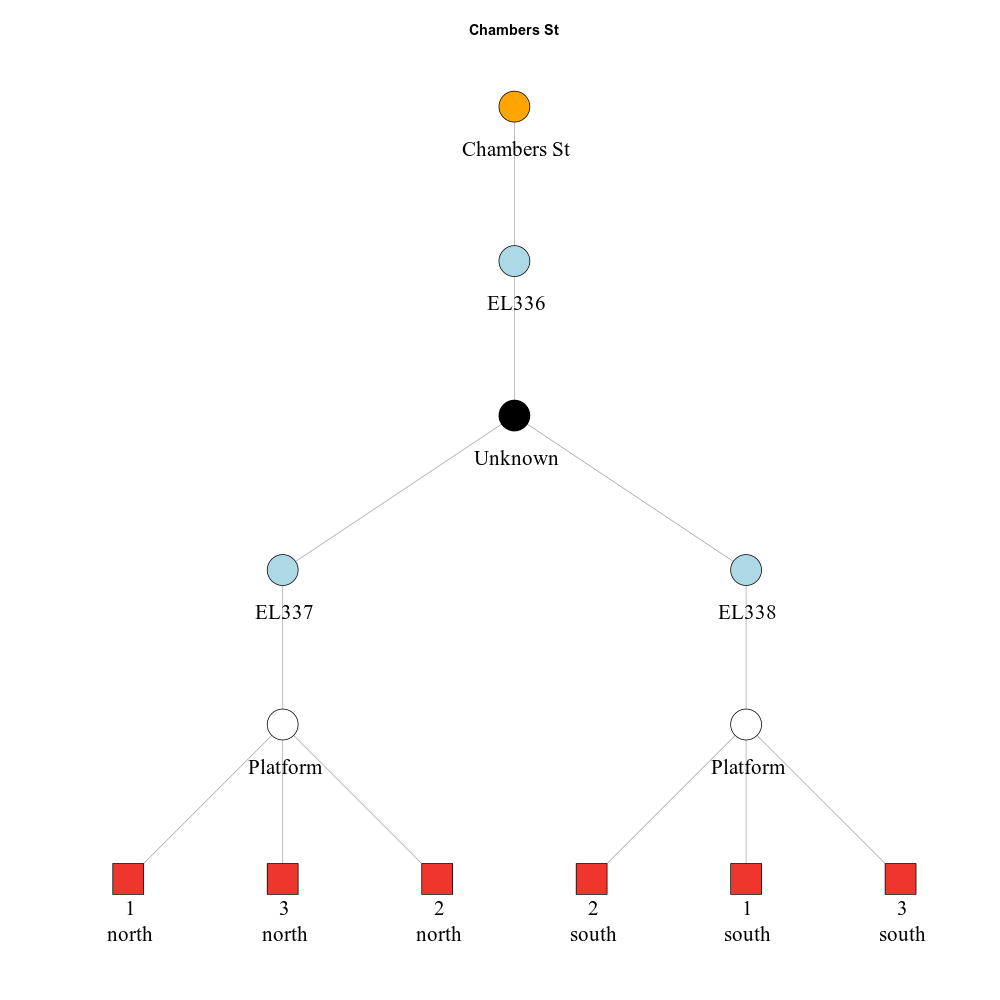 Chambers St
Chambers St
EL336
Unknown
EL337
EL338
Platform
Platform
1
north
3
north
2
north
2
south
1
south
3
south